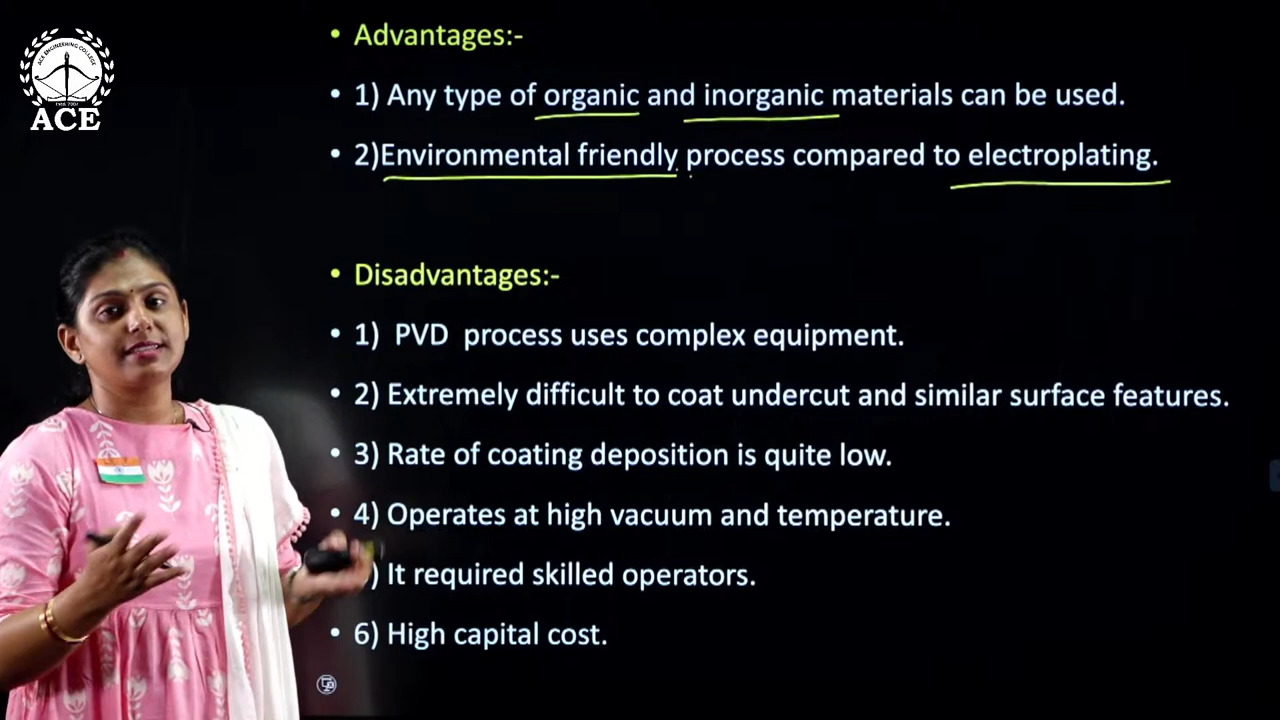 ACE ENGINEERING COLLEGE
ACE
• Advantages:-
• 1) Any type of organic and inorganic materials can be used.
• 2)Environmental friendly process compared to electroplating.
• Disadvantages:-
• 1) PVD process uses complex equipment.
• 2) Extremely difficult to coat undercut and similar surface features.
• 3) Rate of coating deposition is quite low.
• 4) Operates at high vacuum and temperature.
• ) It required skilled operators.
• 6) High capital cost.